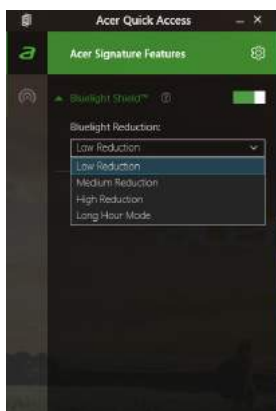 Acer Quick Access
a
Acer Signature Features
Bluelight Shield™ ?
Bluelight Reduction:
Low Reduction
Low Reduction
Medium Reduction
High Reduction
Long Hour Mode